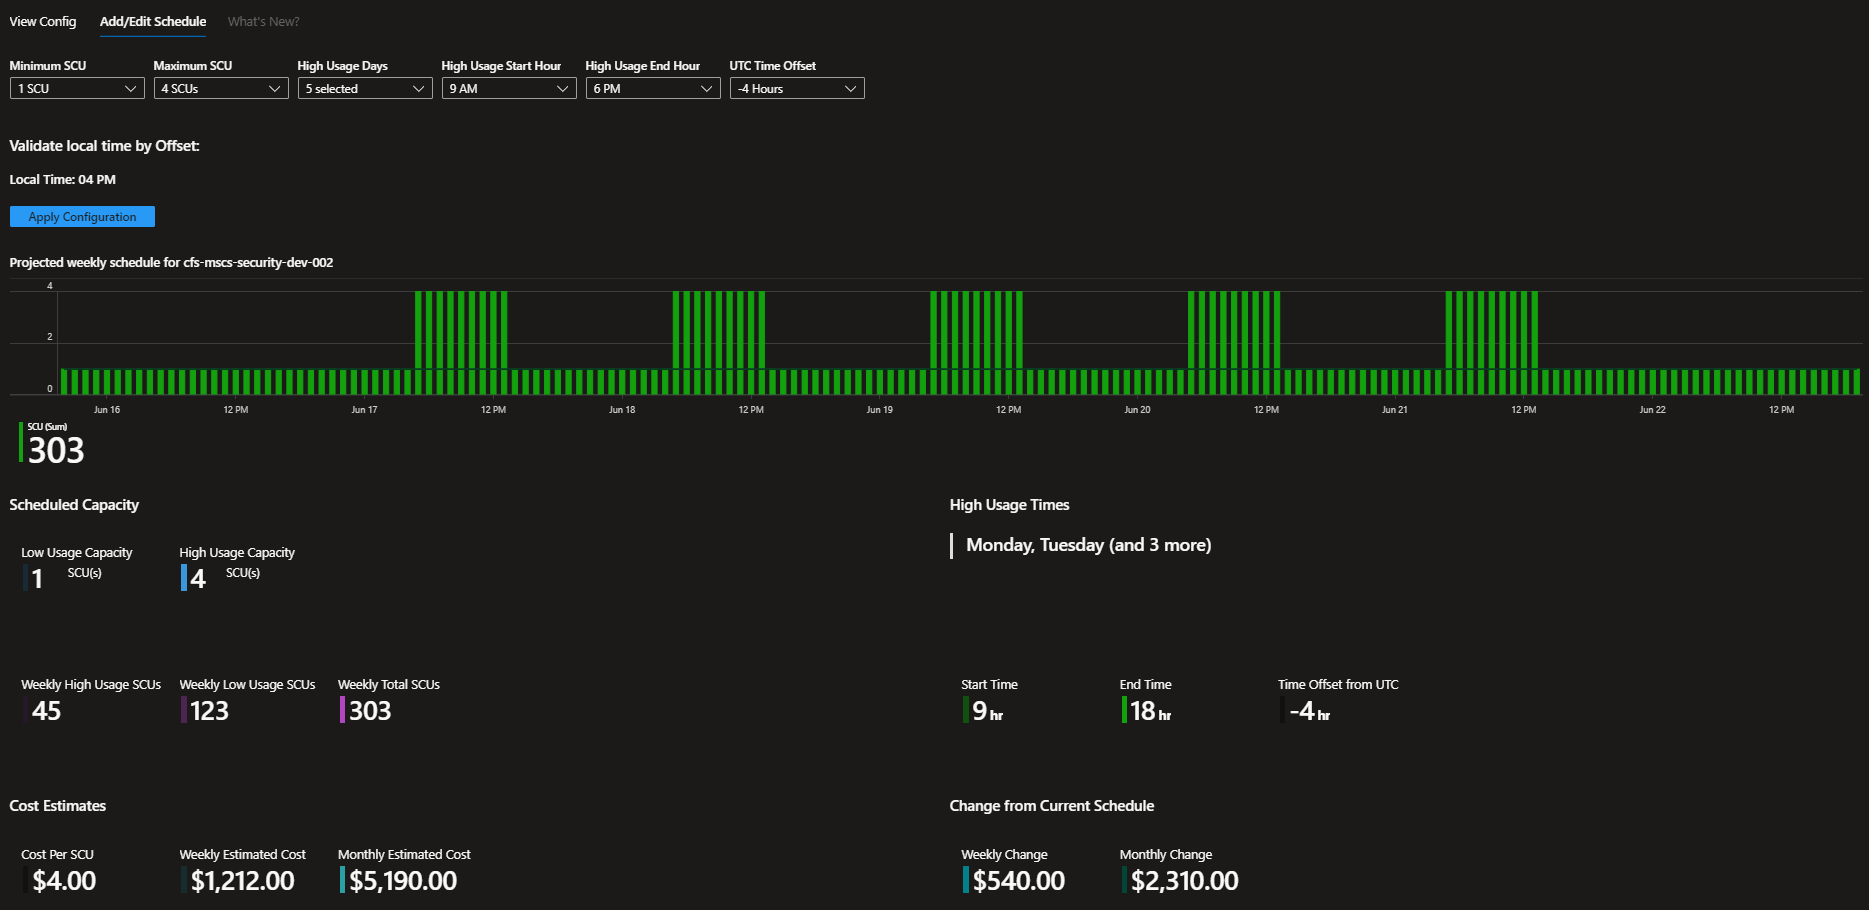 View Config Add/Edit Schedule What's New?
Minimum SCU Maximum SCU High Usage Days High Usage Start Hour High Usage End Hour UTC Time Offset
1 SCU 4 SCUs 5 selected 9 AM 6 PM -4 Hours
Validate local time by Offset:
Local Time: 04 PM
Apply Configuration
Projected weekly schedule for cfs-mscs-security-dev-002
4
2
0
Jun 16 12 PM Jun 17 12 PM Jun 18 12 PM Jun 19 12 PM Jun 20 12 PM Jun 21 12 PM Jun 22 12 PM
SCU (Sum)
303
Scheduled Capacity
Low Usage Capacity High Usage Capacity
1 SCU(s) 4 SCU(s)
Weekly High Usage SCUs Weekly Low Usage SCUs Weekly Total SCUs
45 123 303
High Usage Times
Monday, Tuesday (and 3 more)
Start Time End Time Time Offset from UTC
9 hr 18 hr -4 hr
Cost Estimates
Cost Per SCU Weekly Estimated Cost Monthly Estimated Cost
$4.00 $1,212.00 $5,190.00
Change from Current Schedule
Weekly Change Monthly Change
$540.00 $2,310.00